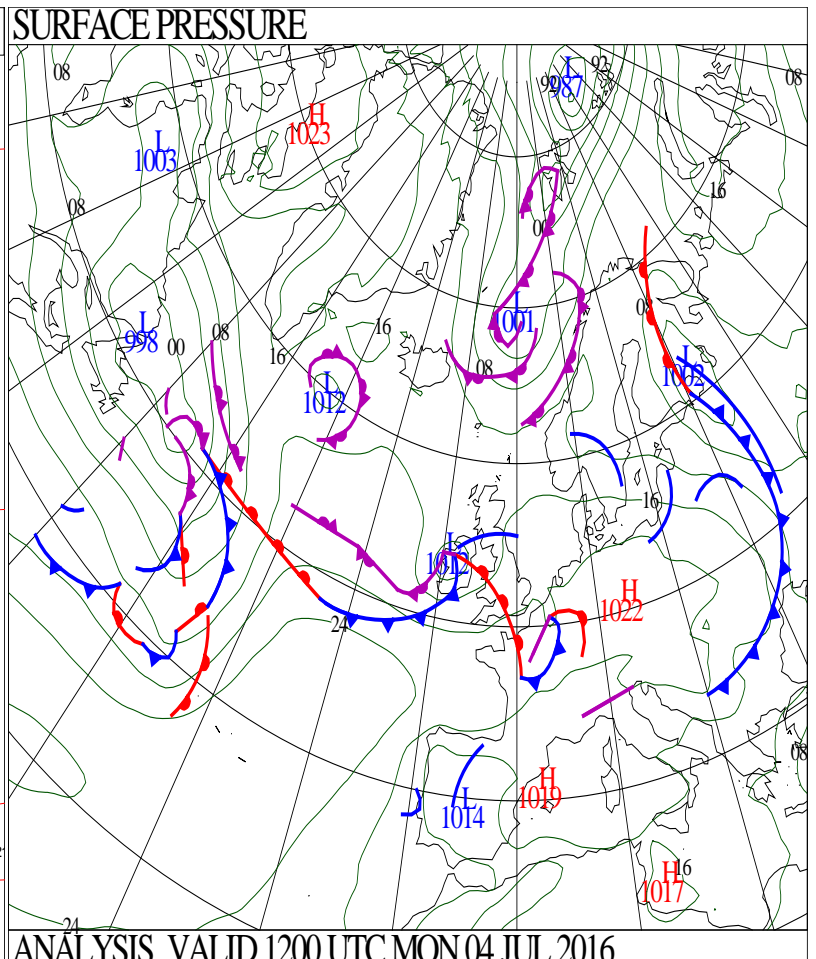 SURFACE PRESSURE
08
L
987
92
92
08
H
1023
L
1003
16
08
00
L
1001
08
L
998
00
08
16
16
L
1012
08
L
1002
16
L
1012
H
1022
24
08
H
1019
L
1014
H
1017
16
24
ANALYSIS VALID 1200 UTC MON 04 JUL 2016